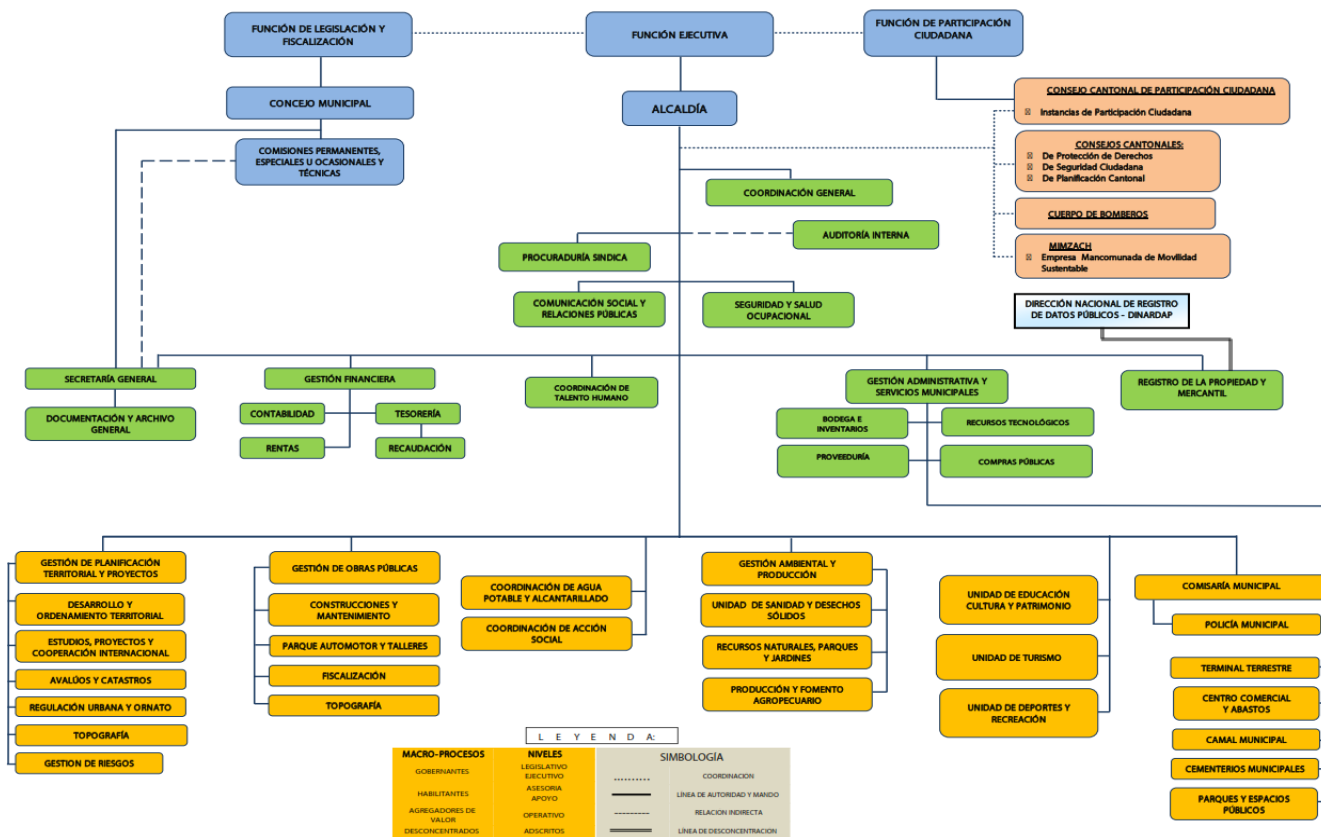 FUNCIÓN DE LEGISLACIÓN Y
FISCALIZACIÓN
FUNCIÓN EJECUTIVA
FUNCIÓN DE PARTICIPACIÓN
CIUDADANA
CONCEJO MUNICIPAL
ALCALDÍA
CONSEJO CANTONAL DE PARTICIPACIÓN CIUDADANA
Instancias de Participación Ciudadana
COMISIONES PERMANENTES,
ESPECIALES U OCASIONALES Y
TÉCNICAS
CONSEJOS CANTONALES:
De Protección de Derechos
De Seguridad Ciudadana
De Planificación Cantonal
COORDINACIÓN GENERAL
CUERPO DE BOMBEROS
AUDITORÍA INTERNA
PROCURADURÍA SINDICA
MIMZACH
Empresa Mancomunada de Movilidad
Sustentable
COMUNICACIÓN SOCIAL Y
RELACIONES PÚBLICAS
SEGURIDAD Y SALUD
OCUPACIONAL
DIRECCIÓN NACIONAL DE REGISTRO
DE DATOS PÚBLICOS - DINARDAP
SECRETARÍA GENERAL
DOCUMENTACIÓN Y ARCHIVO
GENERAL
GESTIÓN FINANCIERA
CONTABILIDAD
TESORERÍA
RENTAS
RECAUDACIÓN
COORDINACIÓN DE
TALENTO HUMANO
GESTIÓN ADMINISTRATIVA Y
SERVICIOS MUNICIPALES
BODEGA E
INVENTARIOS
RECURSOS TECNOLÓGICOS
PROVEEDURÍA
COMPRAS PÚBLICAS
REGISTRO DE LA PROPIEDAD Y
MERCANTIL
GESTIÓN DE PLANIFICACIÓN
TERRITORIAL Y PROYECTOS
DESARROLLO Y
ORDENAMIENTO TERRITORIAL
ESTUDIOS, PROYECTOS Y
COOPERACIÓN INTERNACIONAL
AVALÚOS Y CATASTROS
REGULACIÓN URBANA Y ORNATO
TOPOGRAFÍA
GESTION DE RIESGOS
GESTIÓN DE OBRAS PÚBLICAS
CONSTRUCCIONES Y
MANTENIMIENTO
PARQUE AUTOMOTOR Y TALLERES
FISCALIZACIÓN
TOPOGRAFÍA
COORDINACIÓN DE AGUA
POTABLE Y ALCANTARILLADO
COORDINACIÓN DE ACCIÓN
SOCIAL
GESTIÓN AMBIENTAL Y
PRODUCCIÓN
UNIDAD DE SANIDAD Y DESECHOS
SÓLIDOS
RECURSOS NATURALES, PARQUES
Y JARDINES
PRODUCCIÓN Y FOMENTO
AGROPECUARIO
UNIDAD DE EDUCACIÓN
CULTURA Y PATRIMONIO
UNIDAD DE TURISMO
UNIDAD DE DEPORTES Y
RECREACIÓN
COMISARÍA MUNICIPAL
POLICÍA MUNICIPAL
TERMINAL TERRESTRE
CENTRO COMERCIAL
Y ABASTOS
CAMAL MUNICIPAL
CEMENTERIOS MUNICIPALES
PARQUES Y ESPACIOS
PÚBLICOS
L E Y E N D A:
MACRO-PROCESOS
NIVELES
GOBERNANTES
LEGISLATIVO
EJECUTIVO
HABILITANTES
ASESORIA
APOYO
AGREGADORES DE
VALOR
OPERATIVO
DESCONCENTRADOS
ADSCRITOS
SIMBOLOGÍA
COORDINACION
LÍNEA DE AUTORIDAD Y MANDO
RELACION INDIRECTA
LÍNEA DE DESCONCENTRACION